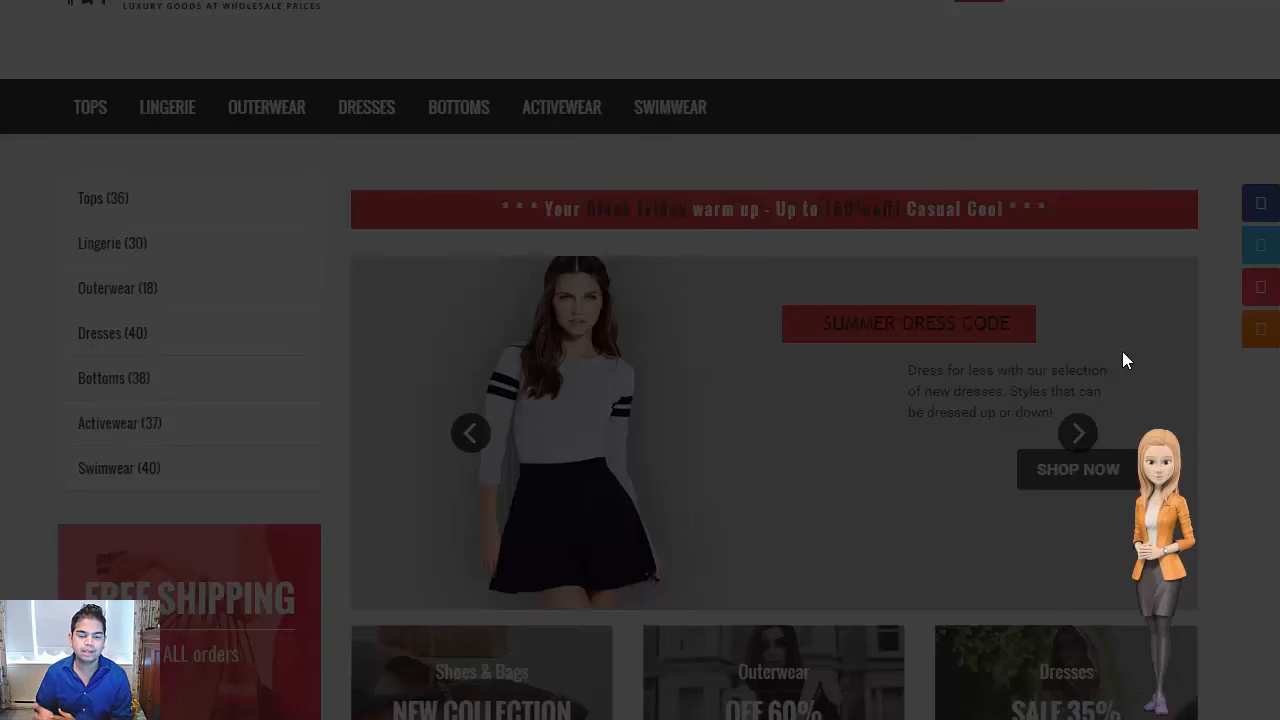 LUXURY GOODS AT WHOLESALE PRICES
TOPS LINGERIE OUTERWEAR DRESSES BOTTOMS ACTIVEWEAR SWIMWEAR
Tops (36)
Lingerie (30)
Outerwear (18)
Dresses (40)
Bottoms (38)
Activewear (37)
Swimwear (40)
FREE SHIPPING
ALL orders
* * * Your Black Friday warm up - Up to Casual Cool * * *
SUMMER DRESS CODE
Dress for less with our selection
of new dresses. Styles that can
be dressed up or down!
SHOP NOW
Shoes & Bags
NEW COLLECTION
Outerwear
OFF 60%
Dresses
SALE 35%